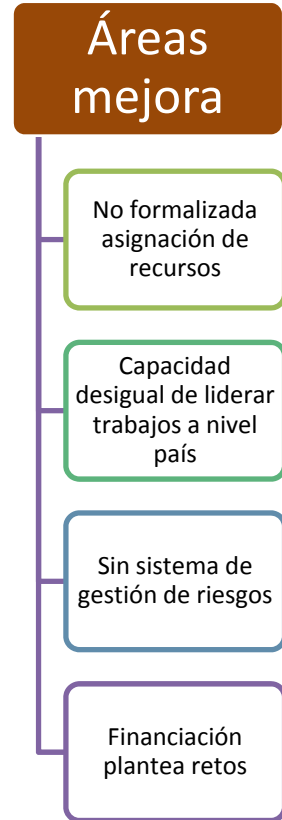 Áreas
mejora
No formalizada
asignación de
recursos
Capacidad
desigual de liderar
trabajos a nivel
país
Sin sistema de
gestión de riesgos
Financiación
plantea retos